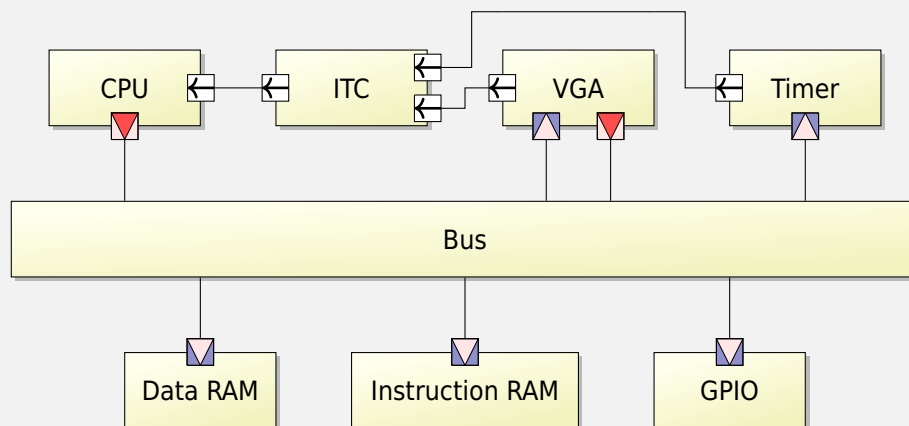 CPU
ITC
VGA
Timer
Bus
Data RAM
Instruction RAM
GPIO